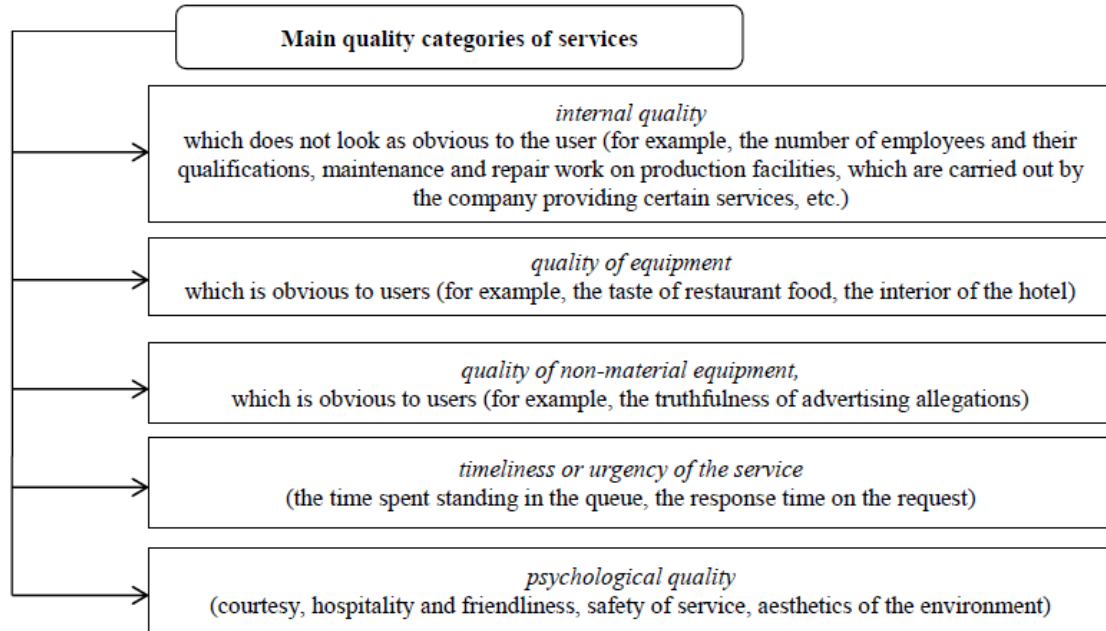 Main quality categories of services
internal quality
which does not look as obvious to the user (for example, the number of employees and their
qualifications, maintenance and repair work on production facilities, which are carried out by
the company providing certain services, etc.)
quality of equipment
which is obvious to users (for example, the taste of restaurant food, the interior of the hotel)
quality of non-material equipment,
which is obvious to users (for example, the truthfulness of advertising allegations)
timeliness or urgency of the service
(the time spent standing in the queue, the response time on the request)
psychological quality
(courtesy, hospitality and friendliness, safety of service, aesthetics of the environment)